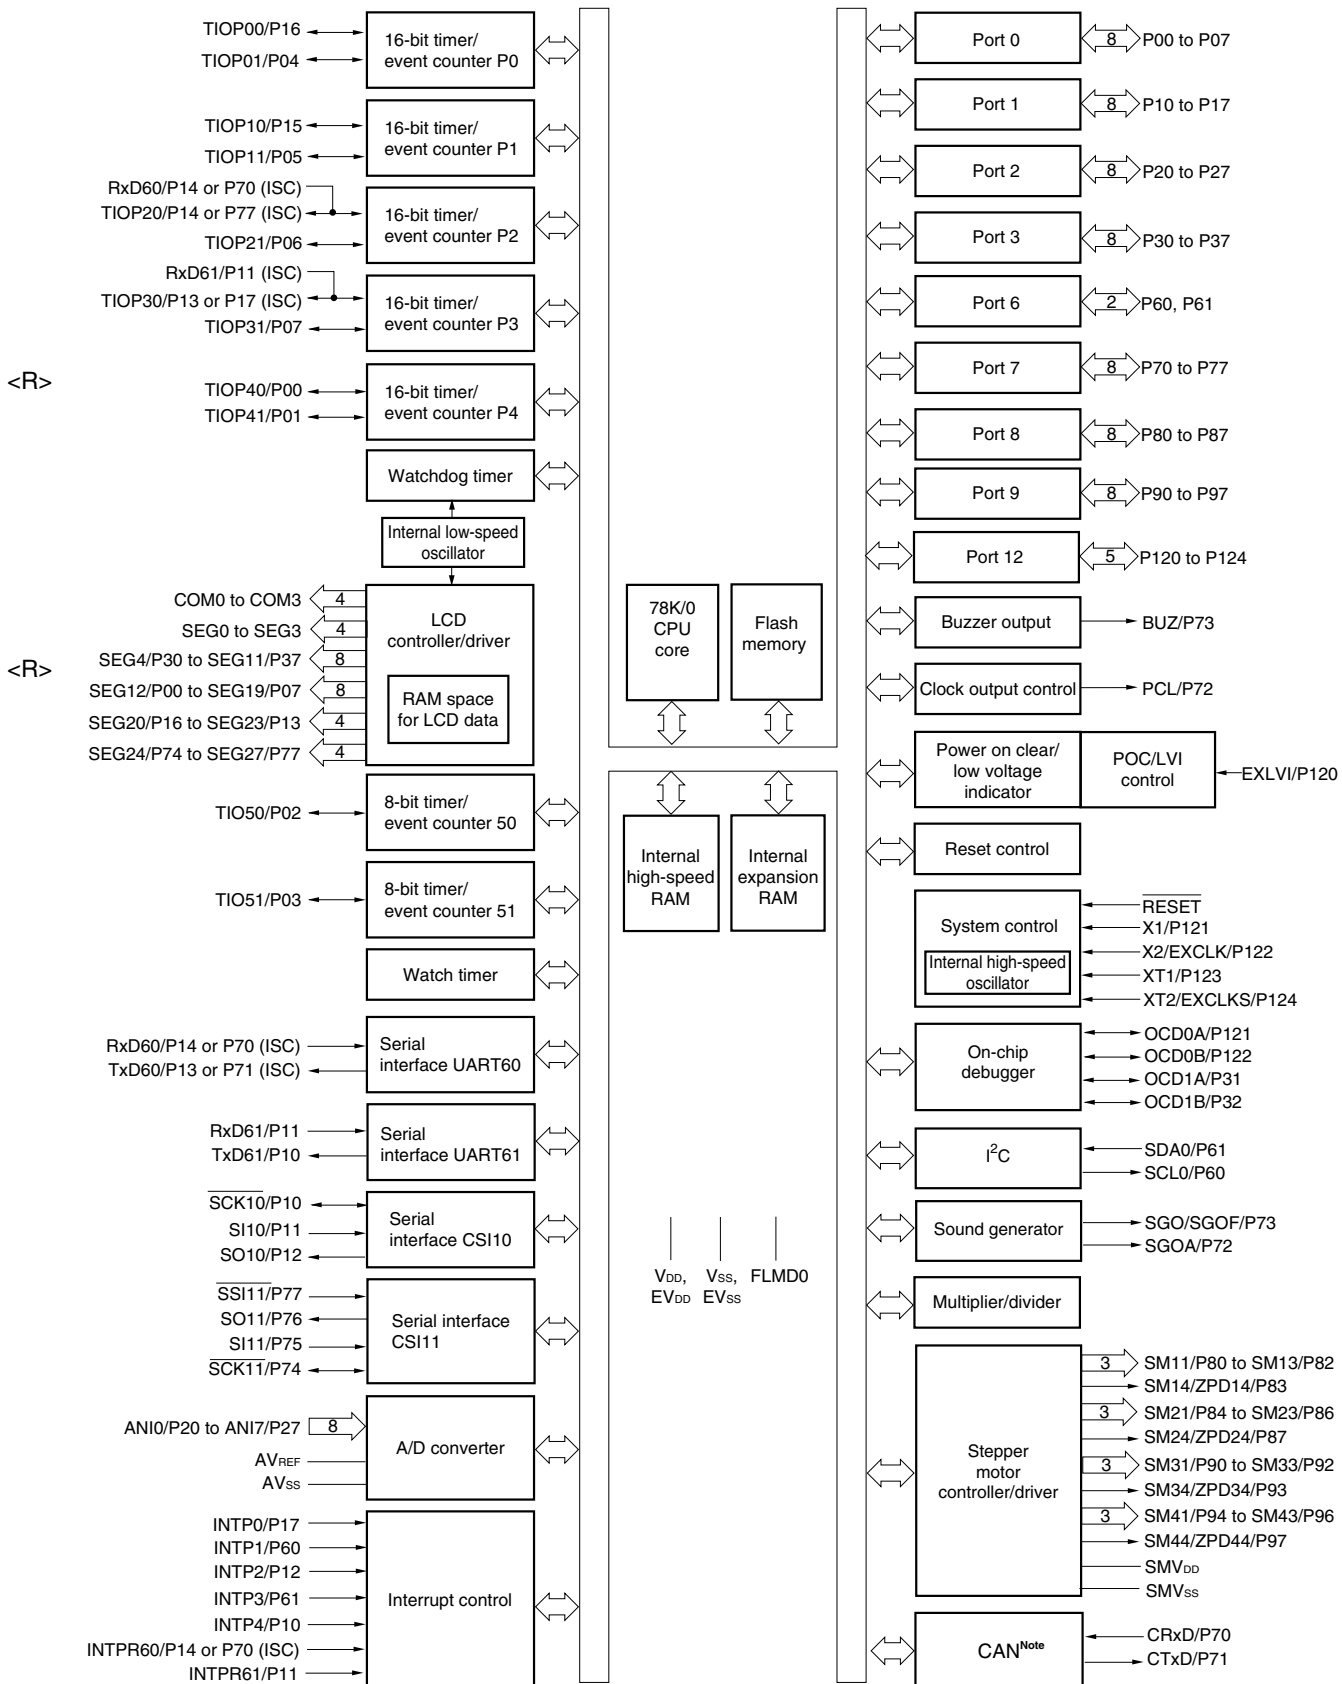 TIOP00/P16
TIOP01/P04
16-bit timer/
event counter P0
TIOP10/P15
TIOP11/P05
16-bit timer/
event counter P1
RxD60/P14 or P70 (ISC)
TIOP20/P14 or P77 (ISC)
TIOP21/P06
16-bit timer/
event counter P2
RxD61/P11 (ISC)
TIOP30/P13 or P17 (ISC)
TIOP31/P07
16-bit timer/
event counter P3
<R>
TIOP40/P00
TIOP41/P01
16-bit timer/
event counter P4
Watchdog timer
Internal low-speed
oscillator
COM0 to COM3
4
SEG0 to SEG3
4
<R>
SEG4/P30 to SEG11/P37
8
SEG12/P00 to SEG19/P07
8
SEG20/P16 to SEG23/P13
4
SEG24/P74 to SEG27/P77
4
LCD
controller/driver
RAM space
for LCD data
TIO50/P02
8-bit timer/
event counter 50
TIO51/P03
8-bit timer/
event counter 51
Watch timer
RxD60/P14 or P70 (ISC)
TxD60/P13 or P71 (ISC)
Serial
interface UART60
RxD61/P11
TxD61/P10
Serial
interface UART61
SCK10/P10
SI10/P11
SO10/P12
Serial
interface CSI10
SSI11/P77
SO11/P76
SI11/P75
SCK11/P74
Serial interface
CSI11
ANI0/P20 to ANI7/P27
8
AVREF
AVSS
A/D converter
INTP0/P17
INTP1/P60
INTP2/P12
INTP3/P61
INTP4/P10
INTPR60/P14 or P70 (ISC)
INTPR61/P11
Interrupt control
78K/0
CPU
core
Flash
memory
Internal
high-speed
RAM
Internal
expansion
RAM
VDD,
EVDD
VSS,
EVSS
FLMD0
Port 0
8
P00 to P07
Port 1
8
P10 to P17
Port 2
8
P20 to P27
Port 3
8
P30 to P37
Port 6
2
P60, P61
Port 7
8
P70 to P77
Port 8
8
P80 to P87
Port 9
8
P90 to P97
Port 12
5
P120 to P124
Buzzer output
BUZ/P73
Clock output control
PCL/P72
Power on clear/
low voltage
indicator
POC/LVI
control
EXLVI/P120
Reset control
System control
Internal high-speed
oscillator
RESET
X1/P121
X2/EXCLK/P122
XT1/P123
XT2/EXCLKS/P124
On-chip
debugger
OCD0A/P121
OCD0B/P122
OCD1A/P31
OCD1B/P32
I²C
SDA0/P61
SCL0/P60
Sound generator
SGO/SGOF/P73
SGOA/P72
Multiplier/divider
Stepper
motor
controller/driver
3
SM11/P80 to SM13/P82
SM14/ZPD14/P83
3
SM21/P84 to SM23/P86
SM24/ZPD24/P87
3
SM31/P90 to SM33/P92
SM34/ZPD34/P93
3
SM41/P94 to SM43/P96
SM44/ZPD44/P97
SMVDD
SMVSS
CANNote
CRxD/P70
CTxD/P71